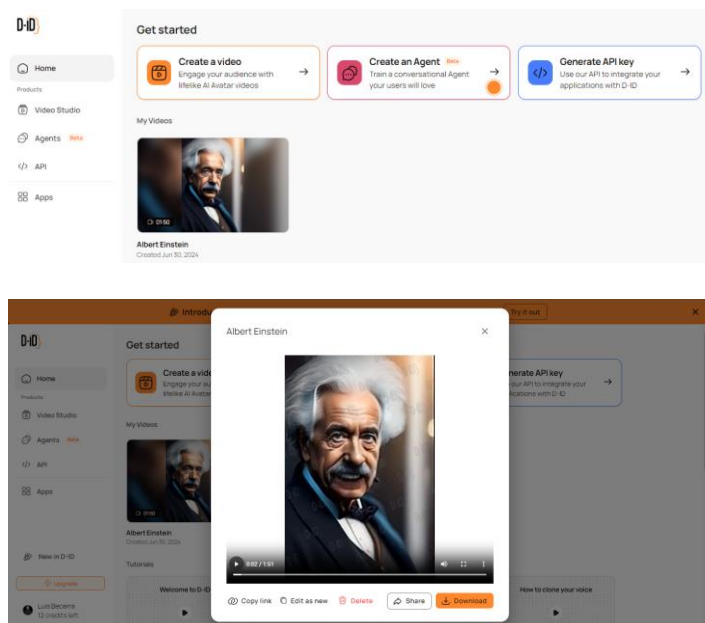 D-iD
Get started
Home
Create a video
Engage your audience with
lifelike AI Avatar videos
Create an Agent Beta
Train a conversational Agent
your users will love
Generate API key
Use our API to integrate your
applications with D-ID
Products
Video Studio
My Videos
Agents Beta
</> API
Apps
01:50
Albert Einstein
Created Jun 30, 2024
Introdu
Try it out
D-iD
Get started
Albert Einstein
Home
Create a vide
Engage your au
lifelike AI Avatar
nerate API key
our API to integrate your
lications with D-ID
Products
Video Studio
My Videos
Agents Beta
</> API
Apps
01:50
Albert Einstein
Created Jun 30, 2024
New in D-ID
Tutorials
0:02 / 1:51
Upgrade
Welcome to D-ID
How to clone your voice
Copy link
Edit as new
Delete
Share
Download
Luis Becerra
12 credits left